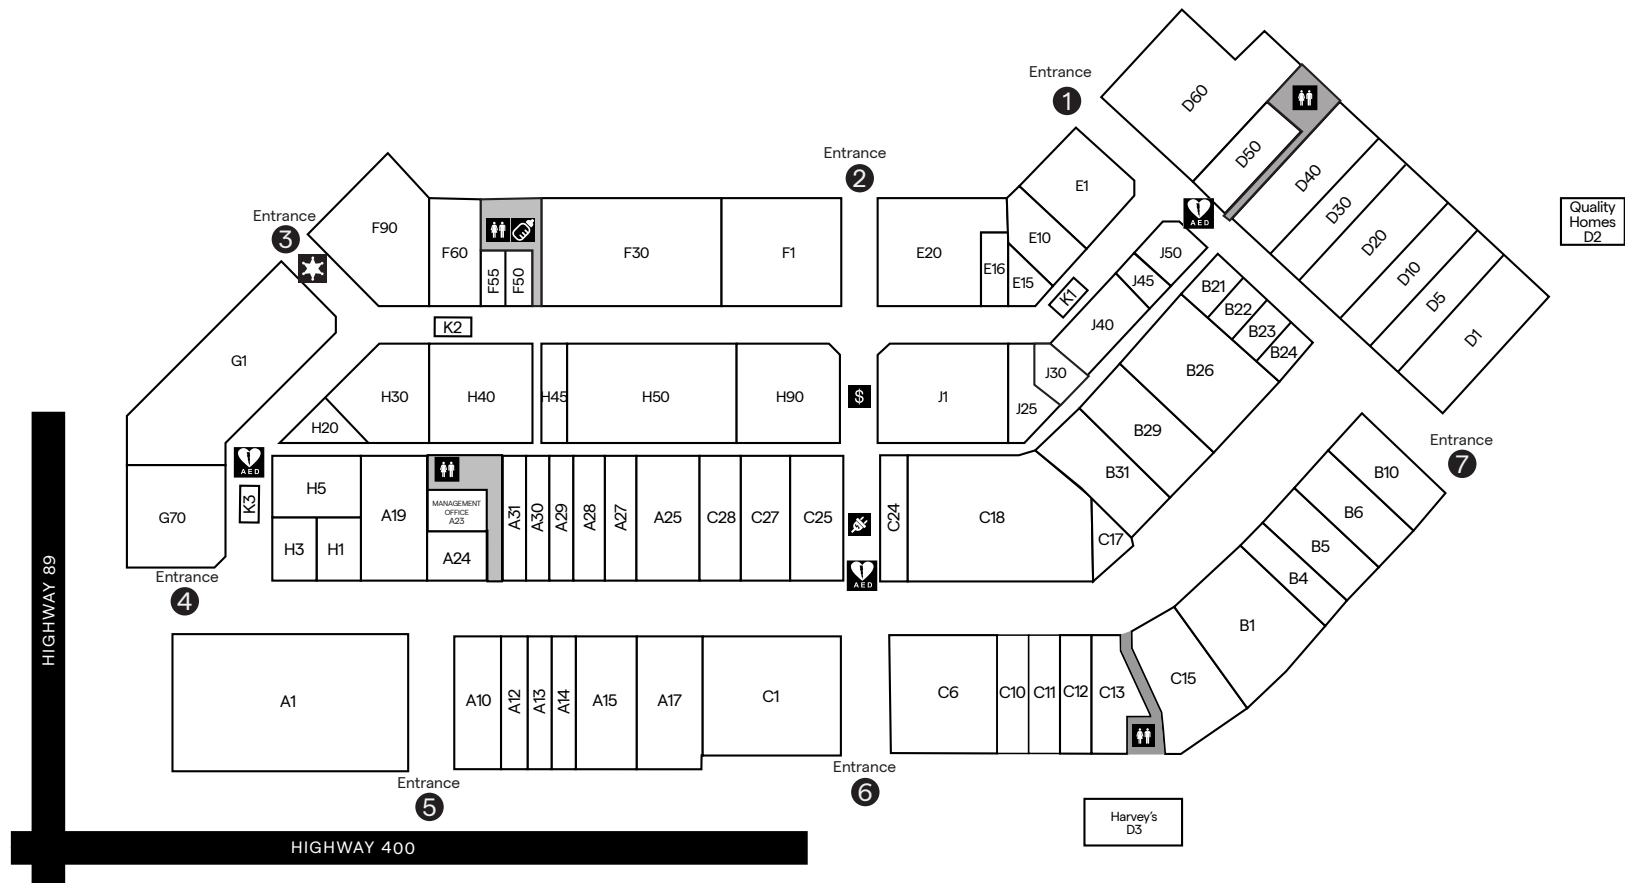 Entrance
1
D60
D50
D40
D30
D20
D10
D5
D1
Quality
Homes
D2
Entrance
2
Entrance
3
F90
F60
F55
F50
F30
F1
E20
E16
E15
E10
E1
AED
K1
K2
J50
J45
J40
J30
J25
J1
B21
B22
B23
B24
B26
B29
B31
G1
G70
H20
H30
H40
H45
H50
H90
$
AED
K3
H5
H3
H1
A19
MANAGEMENT
OFFICE
A23
A24
A31
A30
A29
A28
A27
A25
C28
C27
C25
AED
C24
C18
C17
B10
B6
B5
B4
B1
Entrance
7
Entrance
4
A1
A10
A12
A13
A14
A15
A17
C1
C6
C10
C11
C12
C13
C15
Entrance
5
Entrance
6
Harvey's
D3
HIGHWAY 89
HIGHWAY 400